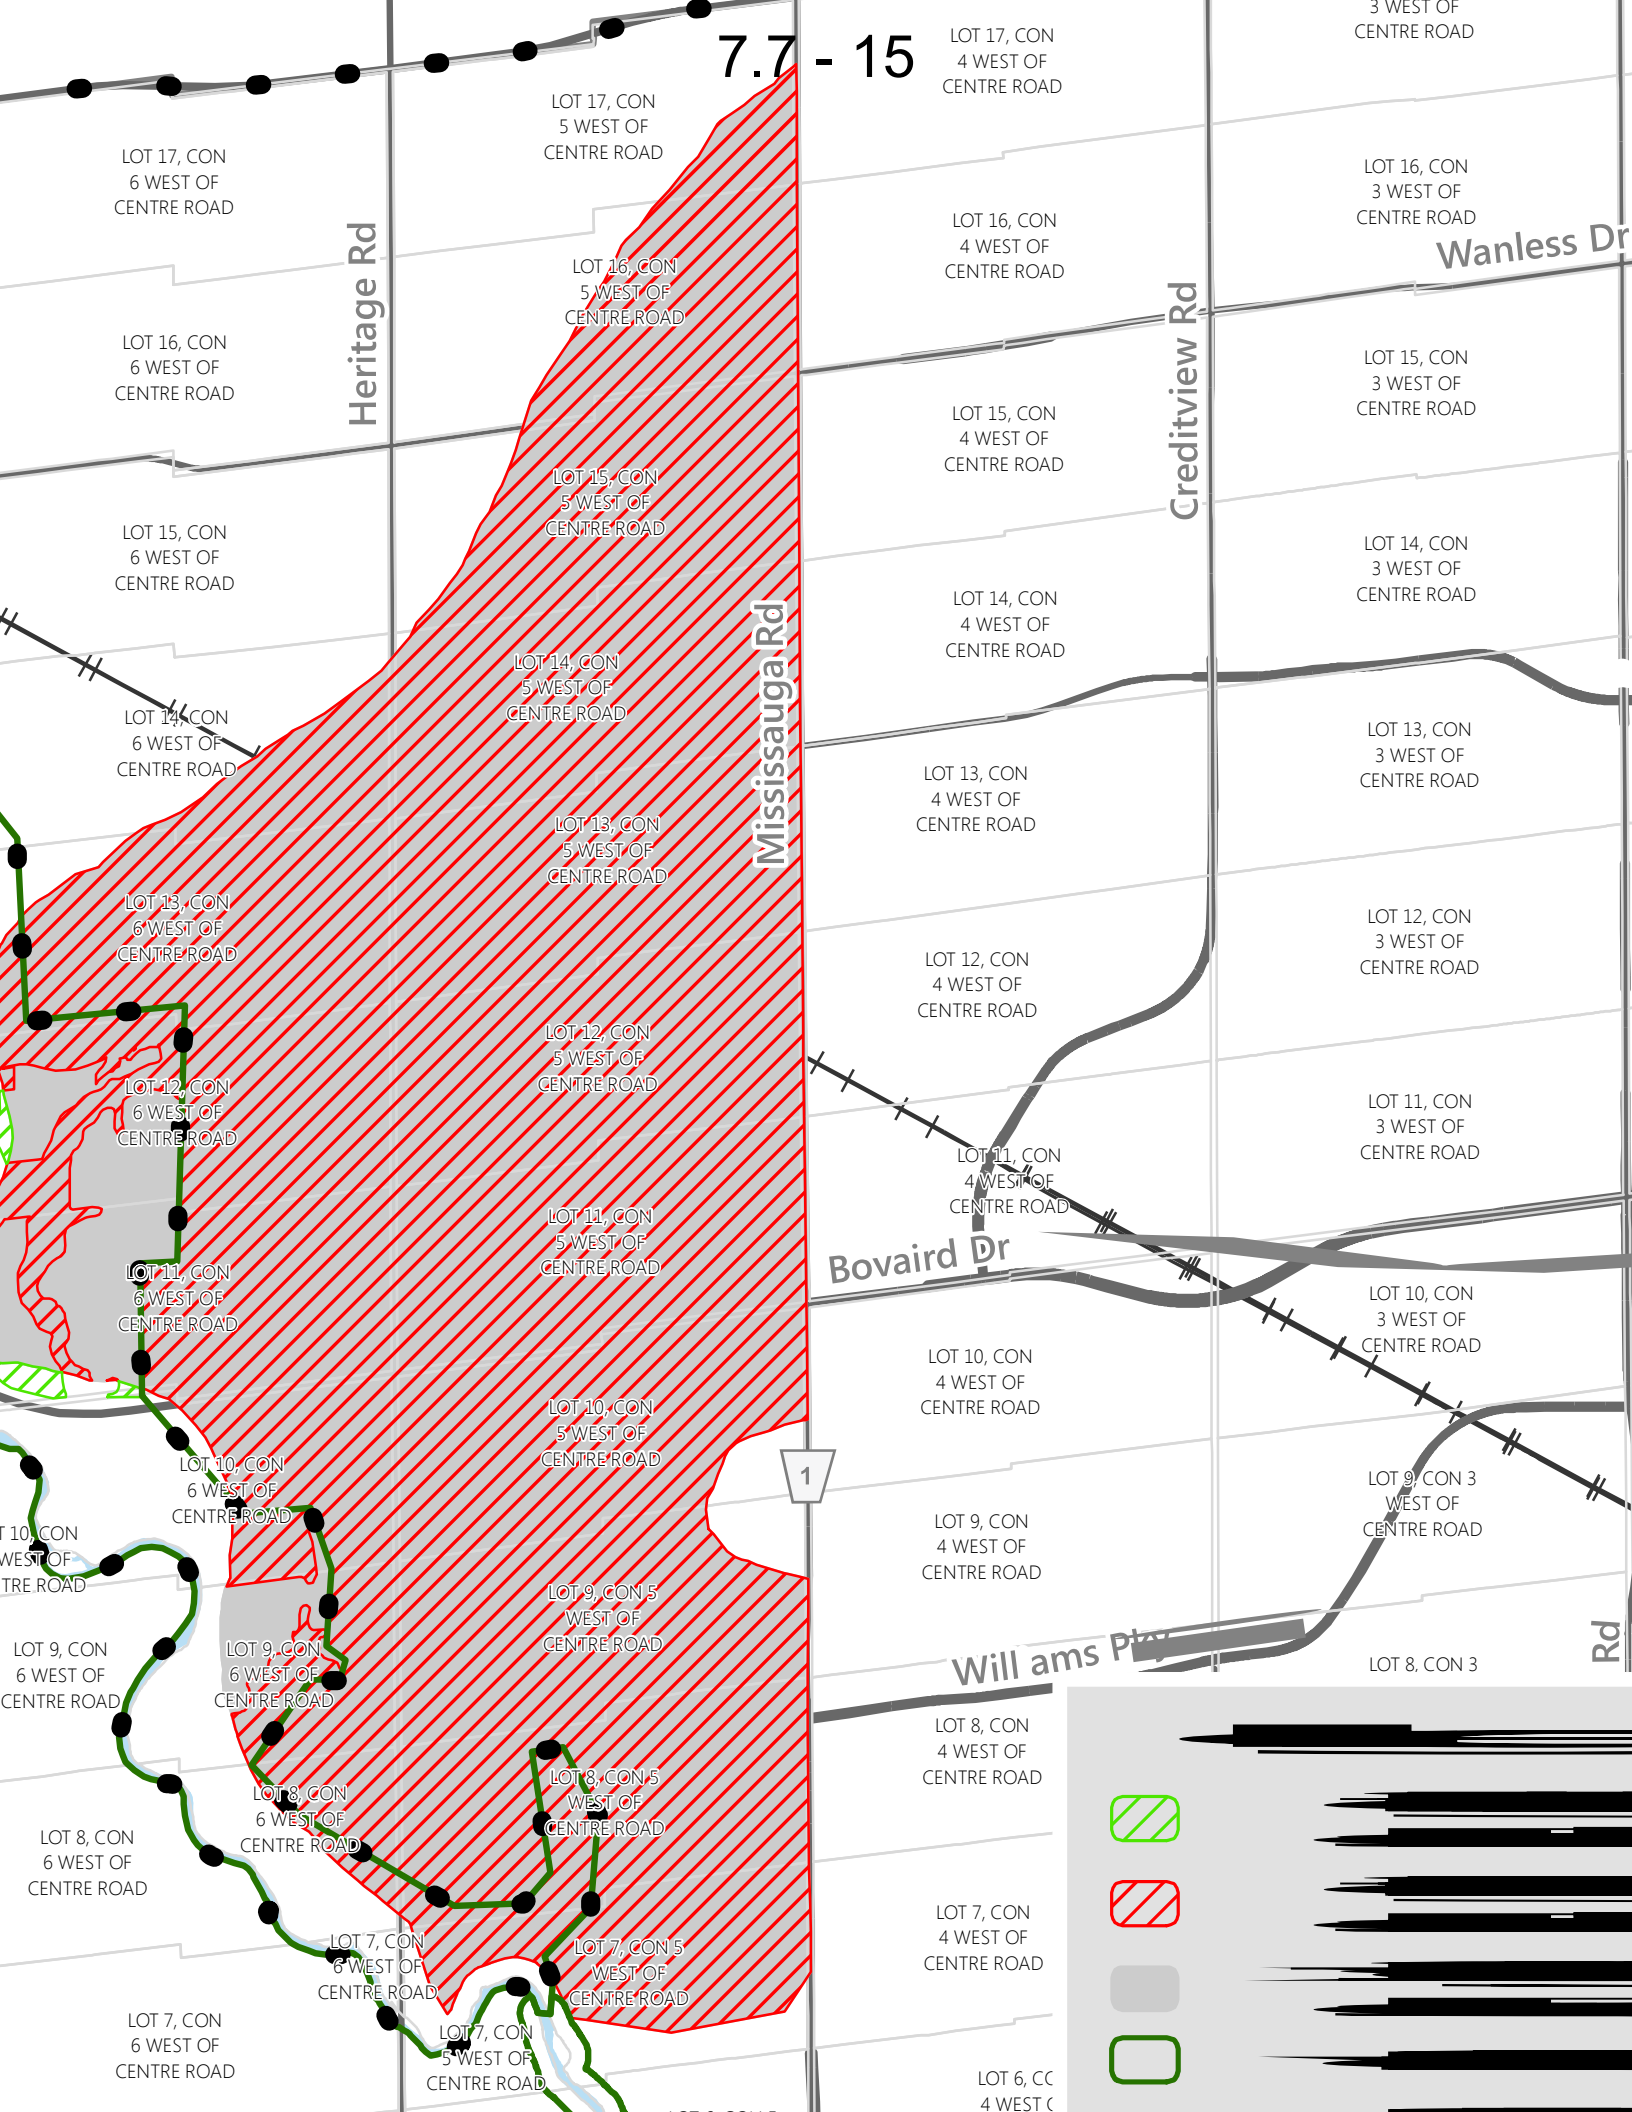 7.7 - 15
3 WEST OF
CENTRE ROAD
LOT 17, CON
4 WEST OF
CENTRE ROAD
LOT 17, CON
5 WEST OF
CENTRE ROAD
LOT 17, CON
6 WEST OF
CENTRE ROAD
LOT 16, CON
3 WEST OF
CENTRE ROAD
Wanless Dr
LOT 16, CON
4 WEST OF
CENTRE ROAD
LOT 16, CON
5 WEST OF
CENTRE ROAD
Heritage Rd
LOT 16, CON
6 WEST OF
CENTRE ROAD
Creditview Rd
LOT 15, CON
3 WEST OF
CENTRE ROAD
LOT 15, CON
4 WEST OF
CENTRE ROAD
LOT 15, CON
5 WEST OF
CENTRE ROAD
LOT 15, CON
6 WEST OF
CENTRE ROAD
LOT 14, CON
3 WEST OF
CENTRE ROAD
LOT 14, CON
4 WEST OF
CENTRE ROAD
Mississauga Rd
LOT 14, CON
5 WEST OF
CENTRE ROAD
LOT 14, CON
6 WEST OF
CENTRE ROAD
LOT 13, CON
3 WEST OF
CENTRE ROAD
LOT 13, CON
4 WEST OF
CENTRE ROAD
LOT 13, CON
5 WEST OF
CENTRE ROAD
LOT 13, CON
6 WEST OF
CENTRE ROAD
LOT 12, CON
3 WEST OF
CENTRE ROAD
LOT 12, CON
4 WEST OF
CENTRE ROAD
LOT 12, CON
5 WEST OF
CENTRE ROAD
LOT 12, CON
6 WEST OF
CENTRE ROAD
LOT 11, CON
3 WEST OF
CENTRE ROAD
LOT 11, CON
4 WEST OF
CENTRE ROAD
LOT 11, CON
5 WEST OF
CENTRE ROAD
Bovaird Dr
LOT 11, CON
6 WEST OF
CENTRE ROAD
LOT 10, CON
3 WEST OF
CENTRE ROAD
LOT 10, CON
4 WEST OF
CENTRE ROAD
LOT 10, CON
5 WEST OF
CENTRE ROAD
1
LOT 10, CON
6 WEST OF
CENTRE ROAD
T 10, CON
WEST OF
TRE ROAD
LOT 9, CON 3
WEST OF
CENTRE ROAD
LOT 9, CON
4 WEST OF
CENTRE ROAD
LOT 9, CON 5
WEST OF
CENTRE ROAD
LOT 9, CON
6 WEST OF
CENTRE ROAD
LOT 9, CON
6 WEST OF
CENTRE ROAD
Will ams Pky
Rd
LOT 8, CON 3
LOT 8, CON
4 WEST OF
CENTRE ROAD
LOT 8, CON 5
WEST OF
CENTRE ROAD
LOT 8, CON
6 WEST OF
CENTRE ROAD
LOT 8, CON
6 WEST OF
CENTRE ROAD
LOT 7, CON
4 WEST OF
CENTRE ROAD
LOT 7, CON 5
WEST OF
CENTRE ROAD
LOT 7, CON
6 WEST OF
CENTRE ROAD
LOT 7, CON
6 WEST OF
CENTRE ROAD
LOT 7, CON
5 WEST OF
CENTRE ROAD
LOT 6, CC
4 WEST